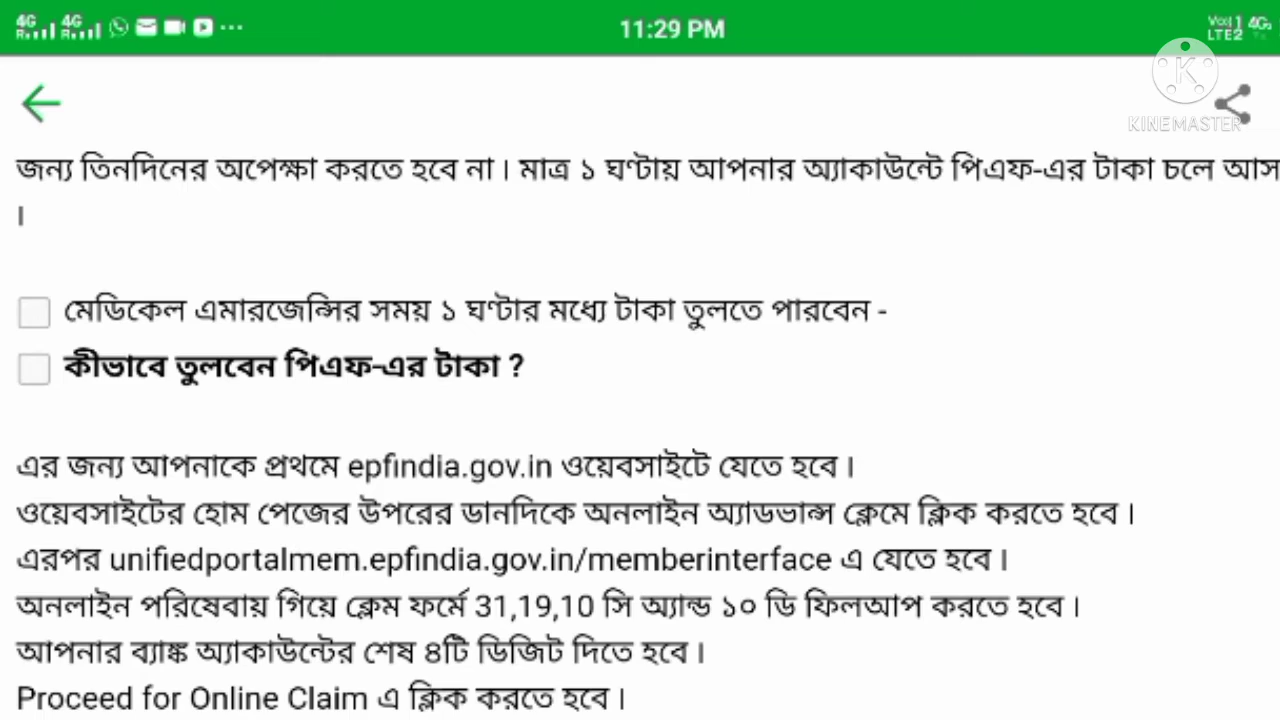 4G 4G 11:29 PM LTE2 4G
KINEMASTER
জন্য তিনদিনের অপেক্ষা করতে হবে না। মাত্র ১ ঘণ্টায় আপনার অ্যাকাউন্টে পিএফ-এর টাকা চলে আস
।
মেডিকেল এমারজেন্সির সময় ১ ঘণ্টার মধ্যে টাকা তুলতে পারবেন -
কীভাবে তুলবেন পিএফ-এর টাকা ?
এর জন্য আপনাকে প্রথমে epfindia.gov.in ওয়েবসাইটে যেতে হবে।
ওয়েবসাইটের হোম পেজের উপরের ডানদিকে অনলাইন অ্যাডভান্স ক্লেমে ক্লিক করতে হবে।
এরপর unifiedportalmem.epfindia.gov.in/memberinterface এ যেতে হবে।
অনলাইন পরিষেবায় গিয়ে ক্লেম ফর্মে 31,19,10 সি অ্যান্ড ১০ ডি ফিলআপ করতে হবে।
আপনার ব্যাঙ্ক অ্যাকাউন্টের শেষ ৪টি ডিজিট দিতে হবে।
Proceed for Online Claim এ ক্লিক করতে হবে।